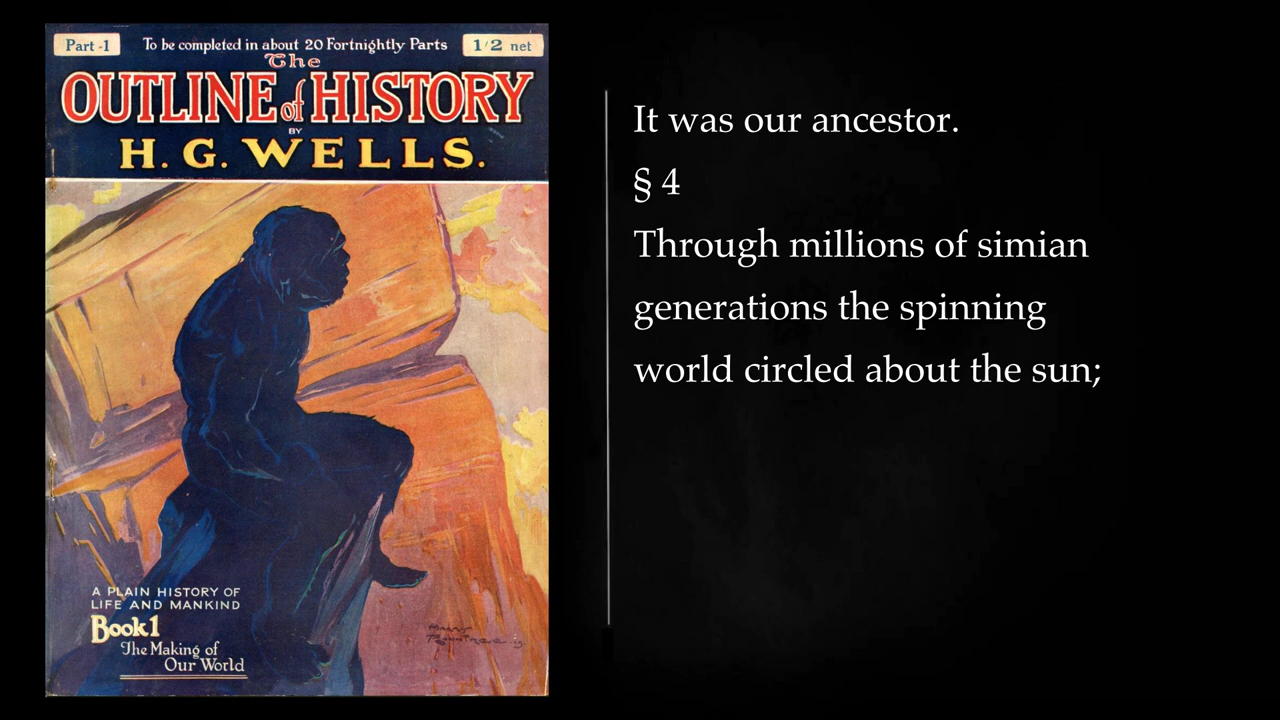 Part -1
To be completed in about 20 Fortnightly Parts
1/2 net
The
OUTLINE of HISTORY
BY
H. G. WELLS.
A PLAIN HISTORY OF
LIFE AND MANKIND
Book 1
The Making of
Our World
It was our ancestor.
§ 4
Through millions of simian
generations the spinning
world circled about the sun;